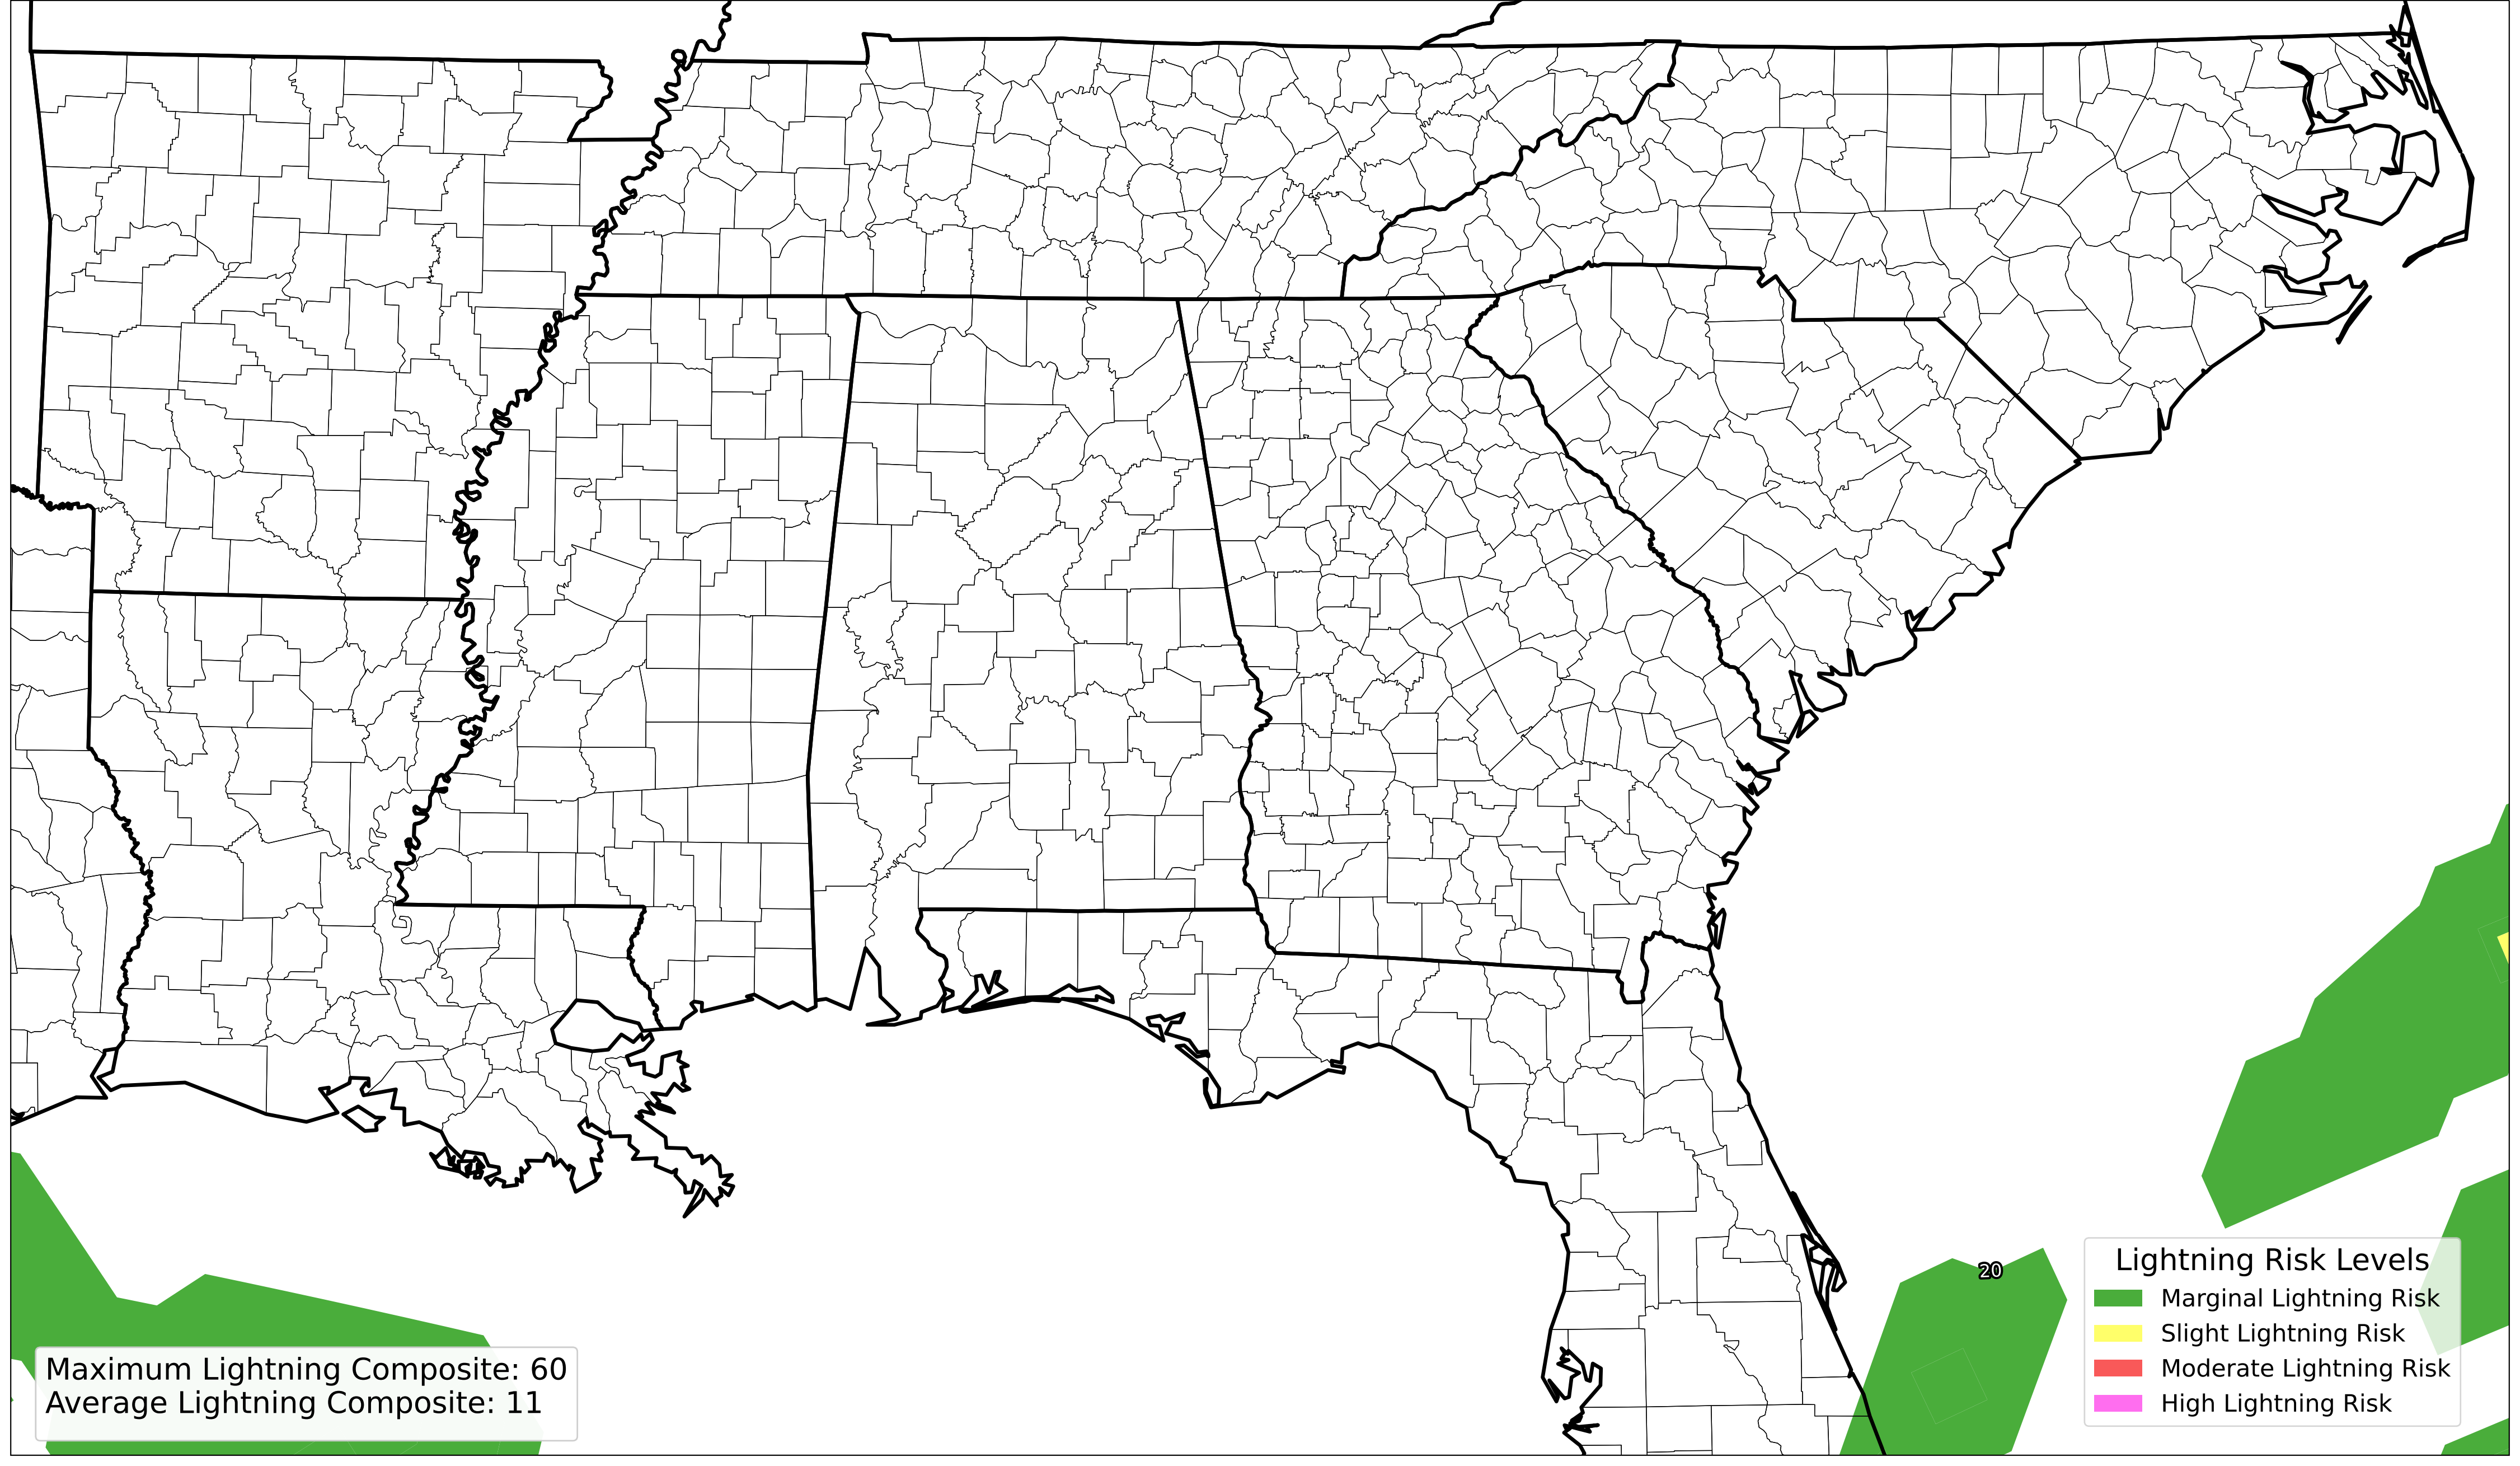 20
Lightning Risk Levels
Marginal Lightning Risk
Slight Lightning Risk
Moderate Lightning Risk
High Lightning Risk
Maximum Lightning Composite: 60
Average Lightning Composite: 11